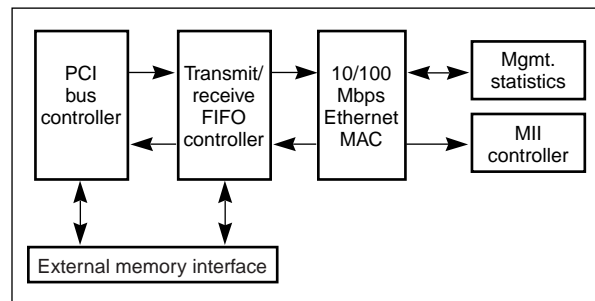 PCI
bus
controller
Transmit/
receive
FIFO
controller
10/100
Mbps
Ethernet
MAC
Mgmt.
statistics
MII
controller
External memory interface